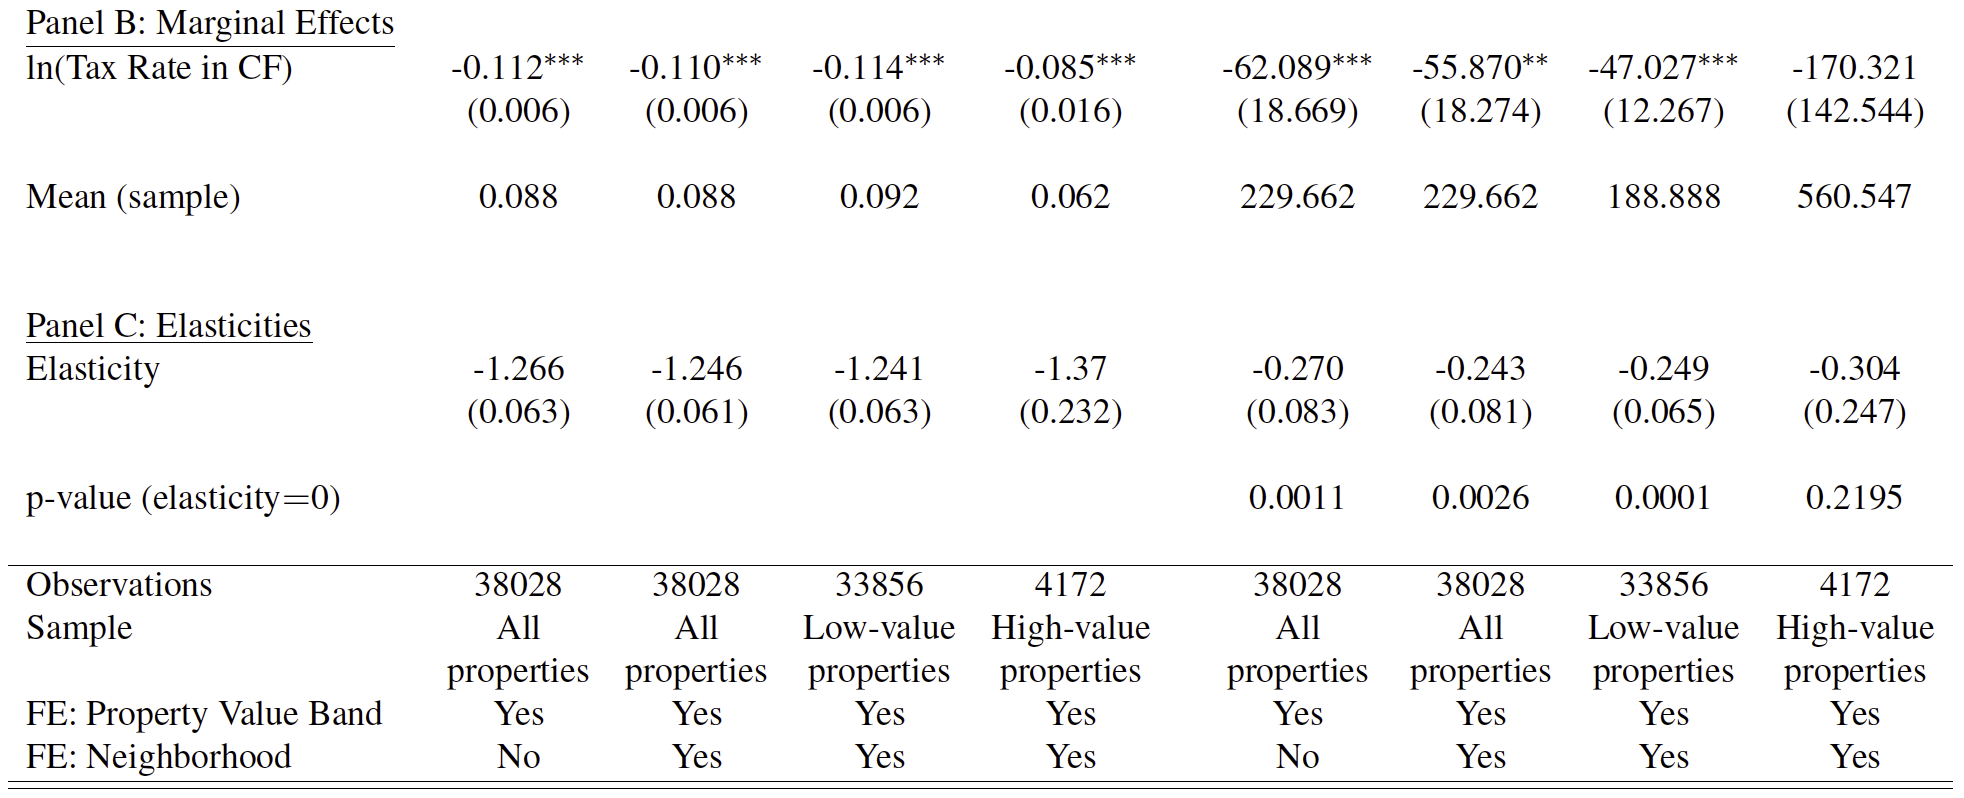 Panel B: Marginal Effects
ln(Tax Rate in CF) -0.112*** -0.110*** -0.114*** -0.085*** -62.089*** -55.870** -47.027*** -170.321
(0.006) (0.006) (0.006) (0.016) (18.669) (18.274) (12.267) (142.544)
Mean (sample) 0.088 0.088 0.092 0.062 229.662 229.662 188.888 560.547
Panel C: Elasticities
Elasticity -1.266 -1.246 -1.241 -1.37 -0.270 -0.243 -0.249 -0.304
(0.063) (0.061) (0.063) (0.232) (0.083) (0.081) (0.065) (0.247)
p-value (elasticity=0) 0.0011 0.0026 0.0001 0.2195
Observations 38028 38028 33856 4172 38028 38028 33856 4172
Sample All All Low-value High-value All All Low-value High-value
properties properties properties properties properties properties properties properties
FE: Property Value Band Yes Yes Yes Yes Yes Yes Yes Yes
FE: Neighborhood No Yes Yes Yes No Yes Yes Yes